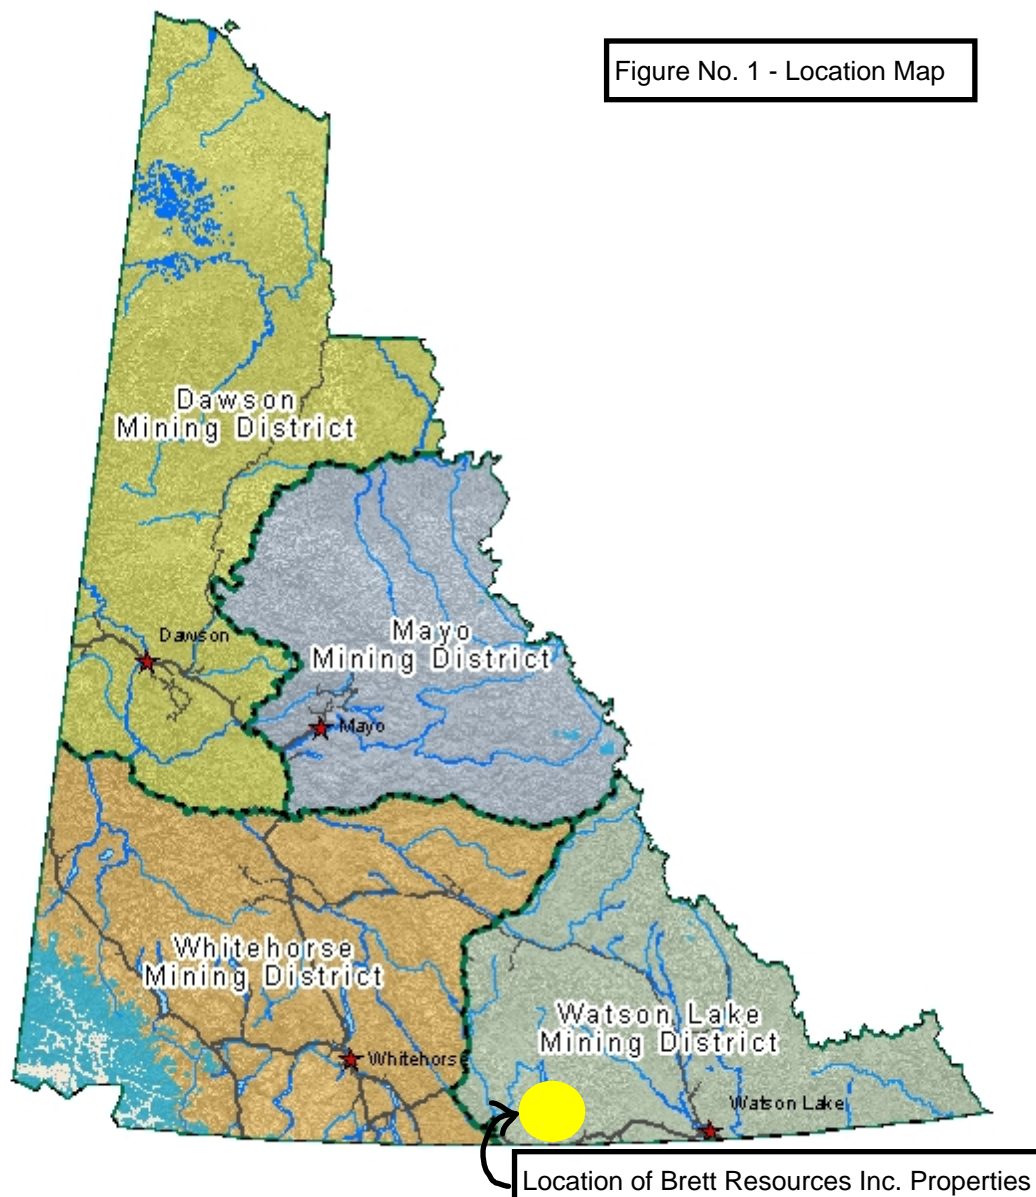 Figure No. 1 - Location Map
Dawson
Mining District
Dawson
Mayo
Mining District
Mayo
Whitehorse
Mining District
Watson Lake
Mining District
Whitehorse
Watson Lake
Location of Brett Resources Inc. Properties